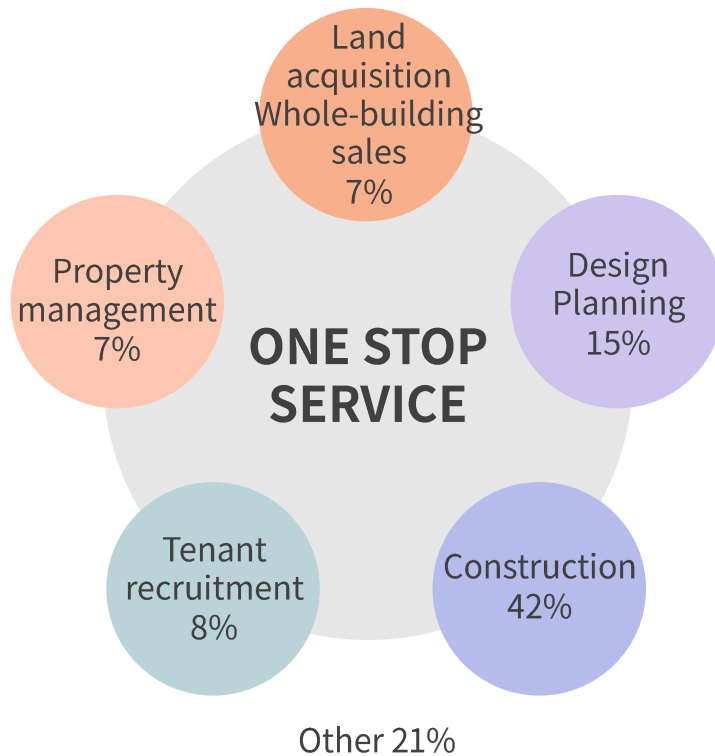 Land
acquisition
Whole-building
sales
7%
Design
Planning
15%
Property
management
7%
ONE STOP
SERVICE
Tenant
recruitment
8%
Construction
42%
Other 21%